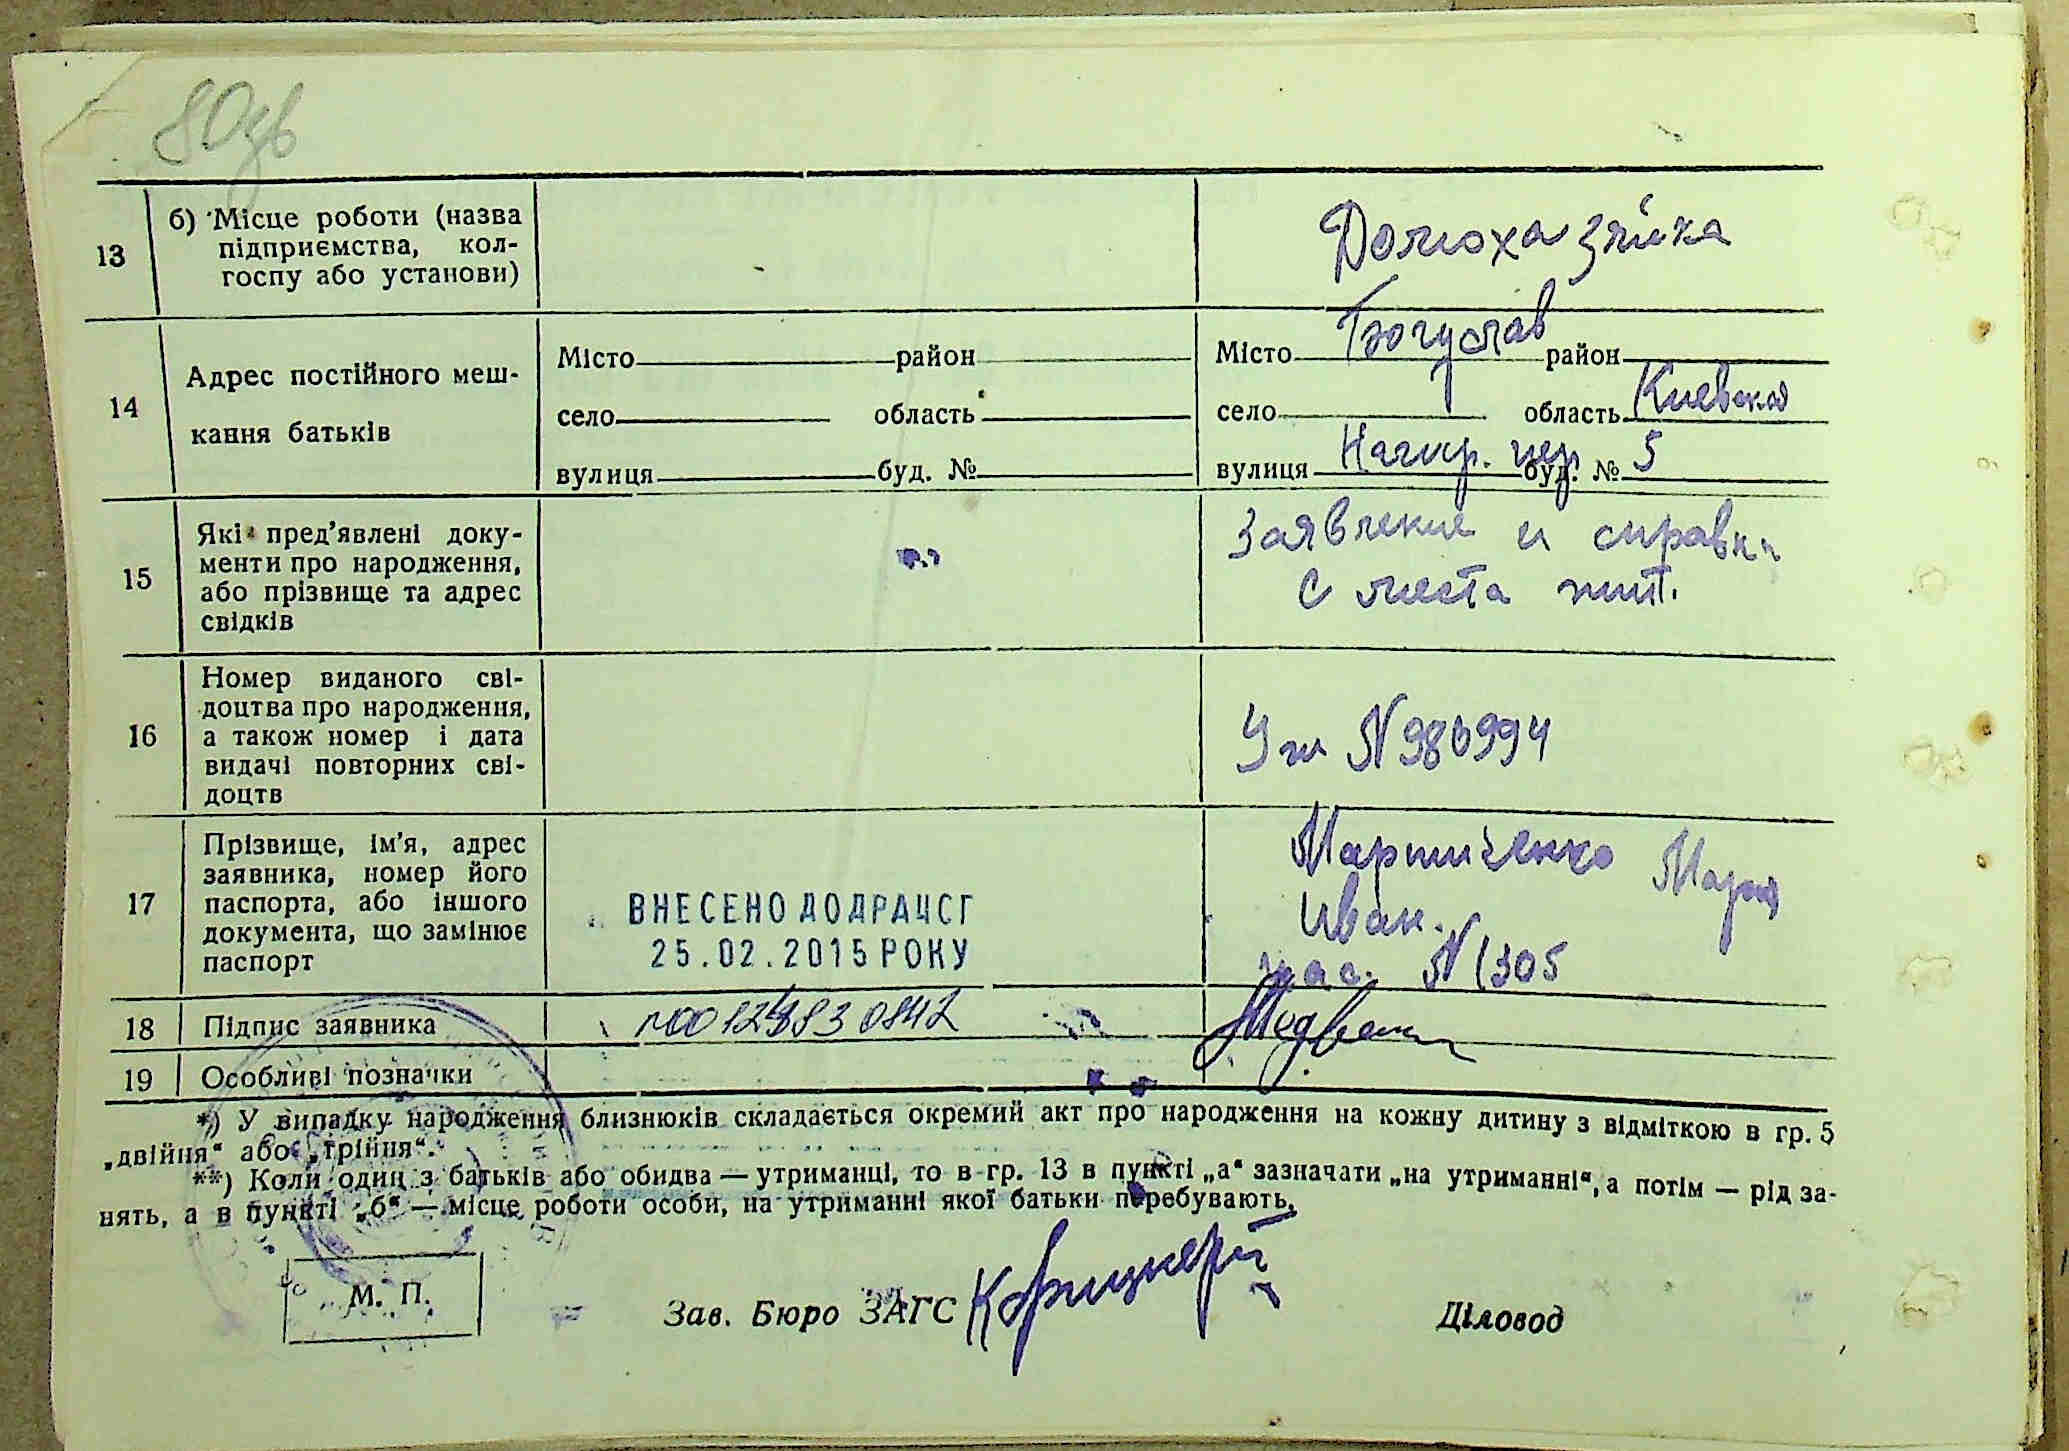 80зв
13
б) Місце роботи (назва
підприємства, кол-
госпу або установи)
Домохазяйка
14
Адрес постійного меш-
кання батьків
Місто район
село область
вулиця буд. №
Місто Богуслав район
село область Киевская
вулиця пер буд. № 5
15
Які пред’явлені доку-
менти про народження,
або прізвище та адрес
свідків
Заявление и справка
с места жит.
16
Номер виданого сві-
доцтва про народження,
а також номер і дата
видачі повторних сві-
доцтв
N 986994
17
Прізвище, ім’я, адрес
заявника, номер його
паспорта, або іншого
документа, що замінює
паспорт
ВНЕСЕНО ДО ДРАЦСГ
25.02.2015 РОКУ
Мартиченко Мария
Иван.
пас. N 1305
18
Підпис заявника
19
Особливі позначки
*) У випадку народження близнюків складається окремий акт про народження на кожну дитину з відміткою в гр. 5
„двійня“ або „трійня“.
**) Коли один з батьків або обидва — утриманці, то в гр. 13 в пункті „а“ зазначати „на утриманні“, а потім — рід за-
нять, а в пункті „б“ — місце роботи особи, на утриманні якої батьки перебувають.
М. П.
Зав. Бюро ЗАГС
Діловод